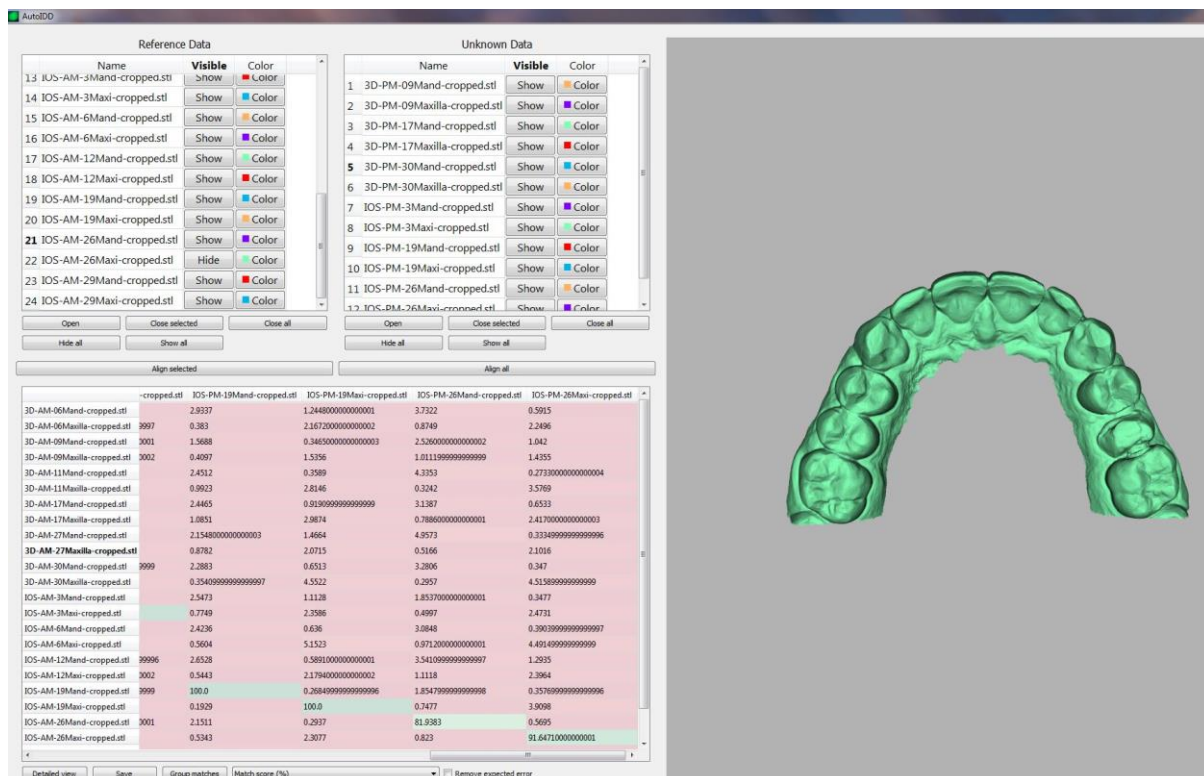 AutoIDD
Reference Data
Name Visible Color
13 IOS-AM-3Mand-cropped.stl Show Color
14 IOS-AM-3Maxi-cropped.stl Show Color
15 IOS-AM-6Mand-cropped.stl Show Color
16 IOS-AM-6Maxi-cropped.stl Show Color
17 IOS-AM-12Mand-cropped.stl Show Color
18 IOS-AM-12Maxi-cropped.stl Show Color
19 IOS-AM-19Mand-cropped.stl Show Color
20 IOS-AM-19Maxi-cropped.stl Show Color
21 IOS-AM-26Mand-cropped.stl Show Color
22 IOS-AM-26Maxi-cropped.stl Hide Color
23 IOS-AM-29Mand-cropped.stl Show Color
24 IOS-AM-29Maxi-cropped.stl Show Color
Open Close selected Close all
Hide all Show all
Unknown Data
Name Visible Color
1 3D-PM-09Mand-cropped.stl Show Color
2 3D-PM-09Maxilla-cropped.stl Show Color
3 3D-PM-17Mand-cropped.stl Show Color
4 3D-PM-17Maxilla-cropped.stl Show Color
5 3D-PM-30Mand-cropped.stl Show Color
6 3D-PM-30Maxilla-cropped.stl Show Color
7 IOS-PM-3Mand-cropped.stl Show Color
8 IOS-PM-3Maxi-cropped.stl Show Color
9 IOS-PM-19Mand-cropped.stl Show Color
10 IOS-PM-19Maxi-cropped.stl Show Color
11 IOS-PM-26Mand-cropped.stl Show Color
12 IOS-PM-26Maxi-cropped.stl Show Color
Open Close selected Close all
Hide all Show all
Align selected Align all
-cropped.stl IOS-PM-19Mand-cropped.stl IOS-PM-19Maxi-cropped.stl IOS-PM-26Mand-cropped.stl IOS-PM-26Maxi-cropped.stl
3D-AM-06Mand-cropped.stl 2.9337 1.2448000000000001 3.7322 0.5915
3D-AM-06Maxilla-cropped.stl 9997 0.383 2.1672000000000002 0.8749 2.2496
3D-AM-09Mand-cropped.stl 0001 1.5688 0.34650000000000003 2.5260000000000002 1.042
3D-AM-09Maxilla-cropped.stl 0002 0.4097 1.5356 1.0111999999999999 1.4355
3D-AM-11Mand-cropped.stl 2.4512 0.3589 4.3353 0.27330000000000004
3D-AM-11Maxilla-cropped.stl 0.9923 2.8146 0.3242 3.5769
3D-AM-17Mand-cropped.stl 2.4465 0.9190999999999999 3.1387 0.6533
3D-AM-17Maxilla-cropped.stl 1.0851 2.9874 0.7886000000000001 2.4170000000000003
3D-AM-27Mand-cropped.stl 2.1548000000000003 1.4664 4.9573 0.33349999999999996
3D-AM-27Maxilla-cropped.stl 0.8782 2.0715 0.5166 2.1016
3D-AM-30Mand-cropped.stl 9999 2.2883 0.6513 3.2806 0.347
3D-AM-30Maxilla-cropped.stl 0.35409999999999997 4.5522 0.2957 4.515899999999999
IOS-AM-3Mand-cropped.stl 2.5473 1.1128 1.8537000000000001 0.3477
IOS-AM-3Maxi-cropped.stl 0.7749 2.3586 0.4997 2.4731
IOS-AM-6Mand-cropped.stl 2.4236 0.636 3.0848 0.39039999999999997
IOS-AM-6Maxi-cropped.stl 0.5604 5.1523 0.9712000000000001 4.491499999999999
IOS-AM-12Mand-cropped.stl 99996 2.6528 0.5891000000000001 3.5410999999999997 1.2935
IOS-AM-12Maxi-cropped.stl 0002 0.5443 2.1794000000000002 1.1118 2.3964
IOS-AM-19Mand-cropped.stl 9999 100.0 0.26849999999999996 1.8547999999999998 0.35769999999999996
IOS-AM-19Maxi-cropped.stl 0.1929 100.0 0.7477 3.9098
IOS-AM-26Mand-cropped.stl 0001 2.1511 0.2937 81.9383 0.5695
IOS-AM-26Maxi-cropped.stl 0.5343 2.3077 0.823 91.64710000000001
Detailed view Save Group matches Match score (%) Remove expected error